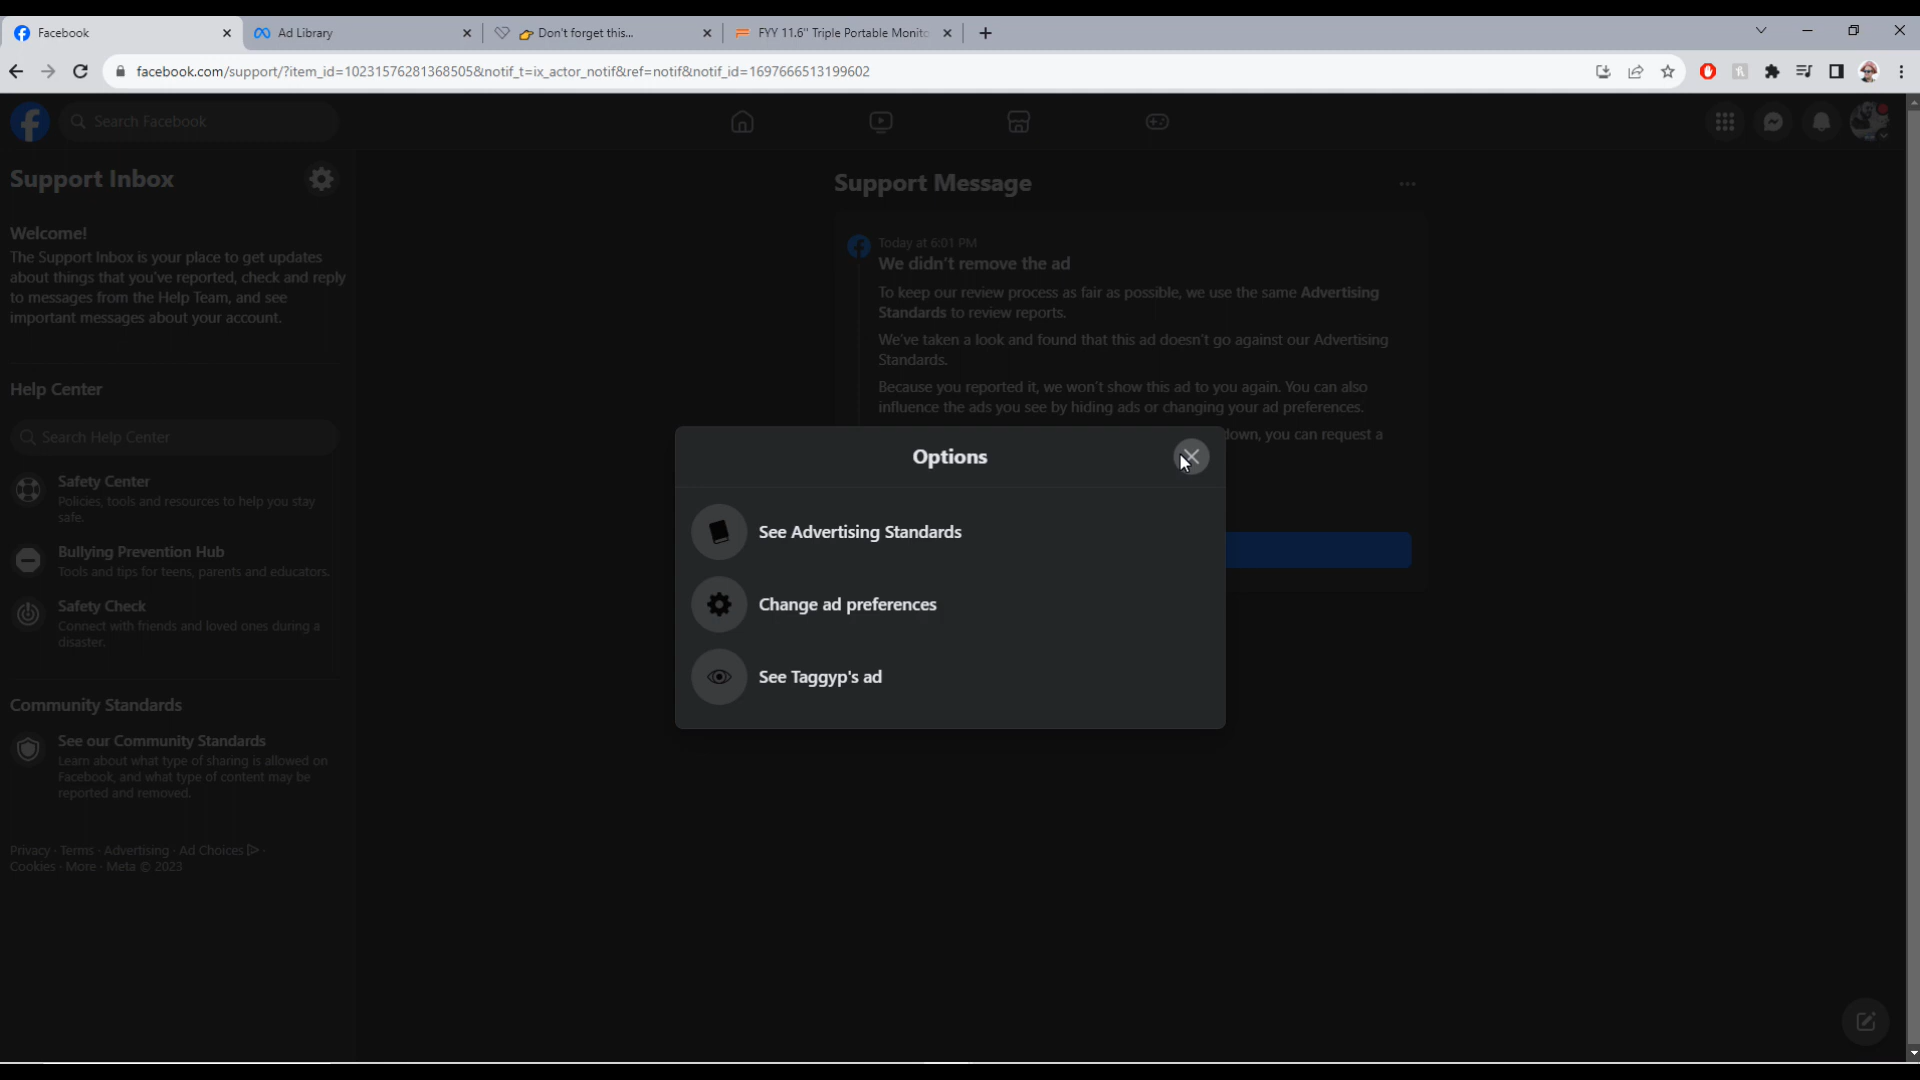 Facebook
Ad Library
👉 Don't forget this...
FYY 11.6" Triple Portable Monito
facebook.com/support/?item_id=10231576281368505&notif_t=ix_actor_notif&ref=notif&notif_id=1697666513199602
Search Facebook
Support Inbox
Welcome!
The Support Inbox is your place to get updates
about things that you've reported, check and reply
to messages from the Help Team, and see
important messages about your account.
Help Center
Search Help Center
Safety Center
Policies, tools and resources to help you stay
safe.
Bullying Prevention Hub
Tools and tips for teens, parents and educators.
Safety Check
Connect with friends and loved ones during a
disaster.
Community Standards
See our Community Standards
Learn about what type of sharing is allowed on
Facebook, and what type of content may be
reported and removed.
Privacy · Terms · Advertising · Ad Choices ·
Cookies · More · Meta © 2023
Support Message
Today at 6:01 PM
We didn't remove the ad
To keep our review process as fair as possible, we use the same Advertising
Standards to review reports.
We've taken a look and found that this ad doesn't go against our Advertising
Standards.
Because you reported it, we won't show this ad to you again. You can also
influence the ads you see by hiding ads or changing your ad preferences.
down, you can request a
Options
See Advertising Standards
Change ad preferences
See Taggyp's ad